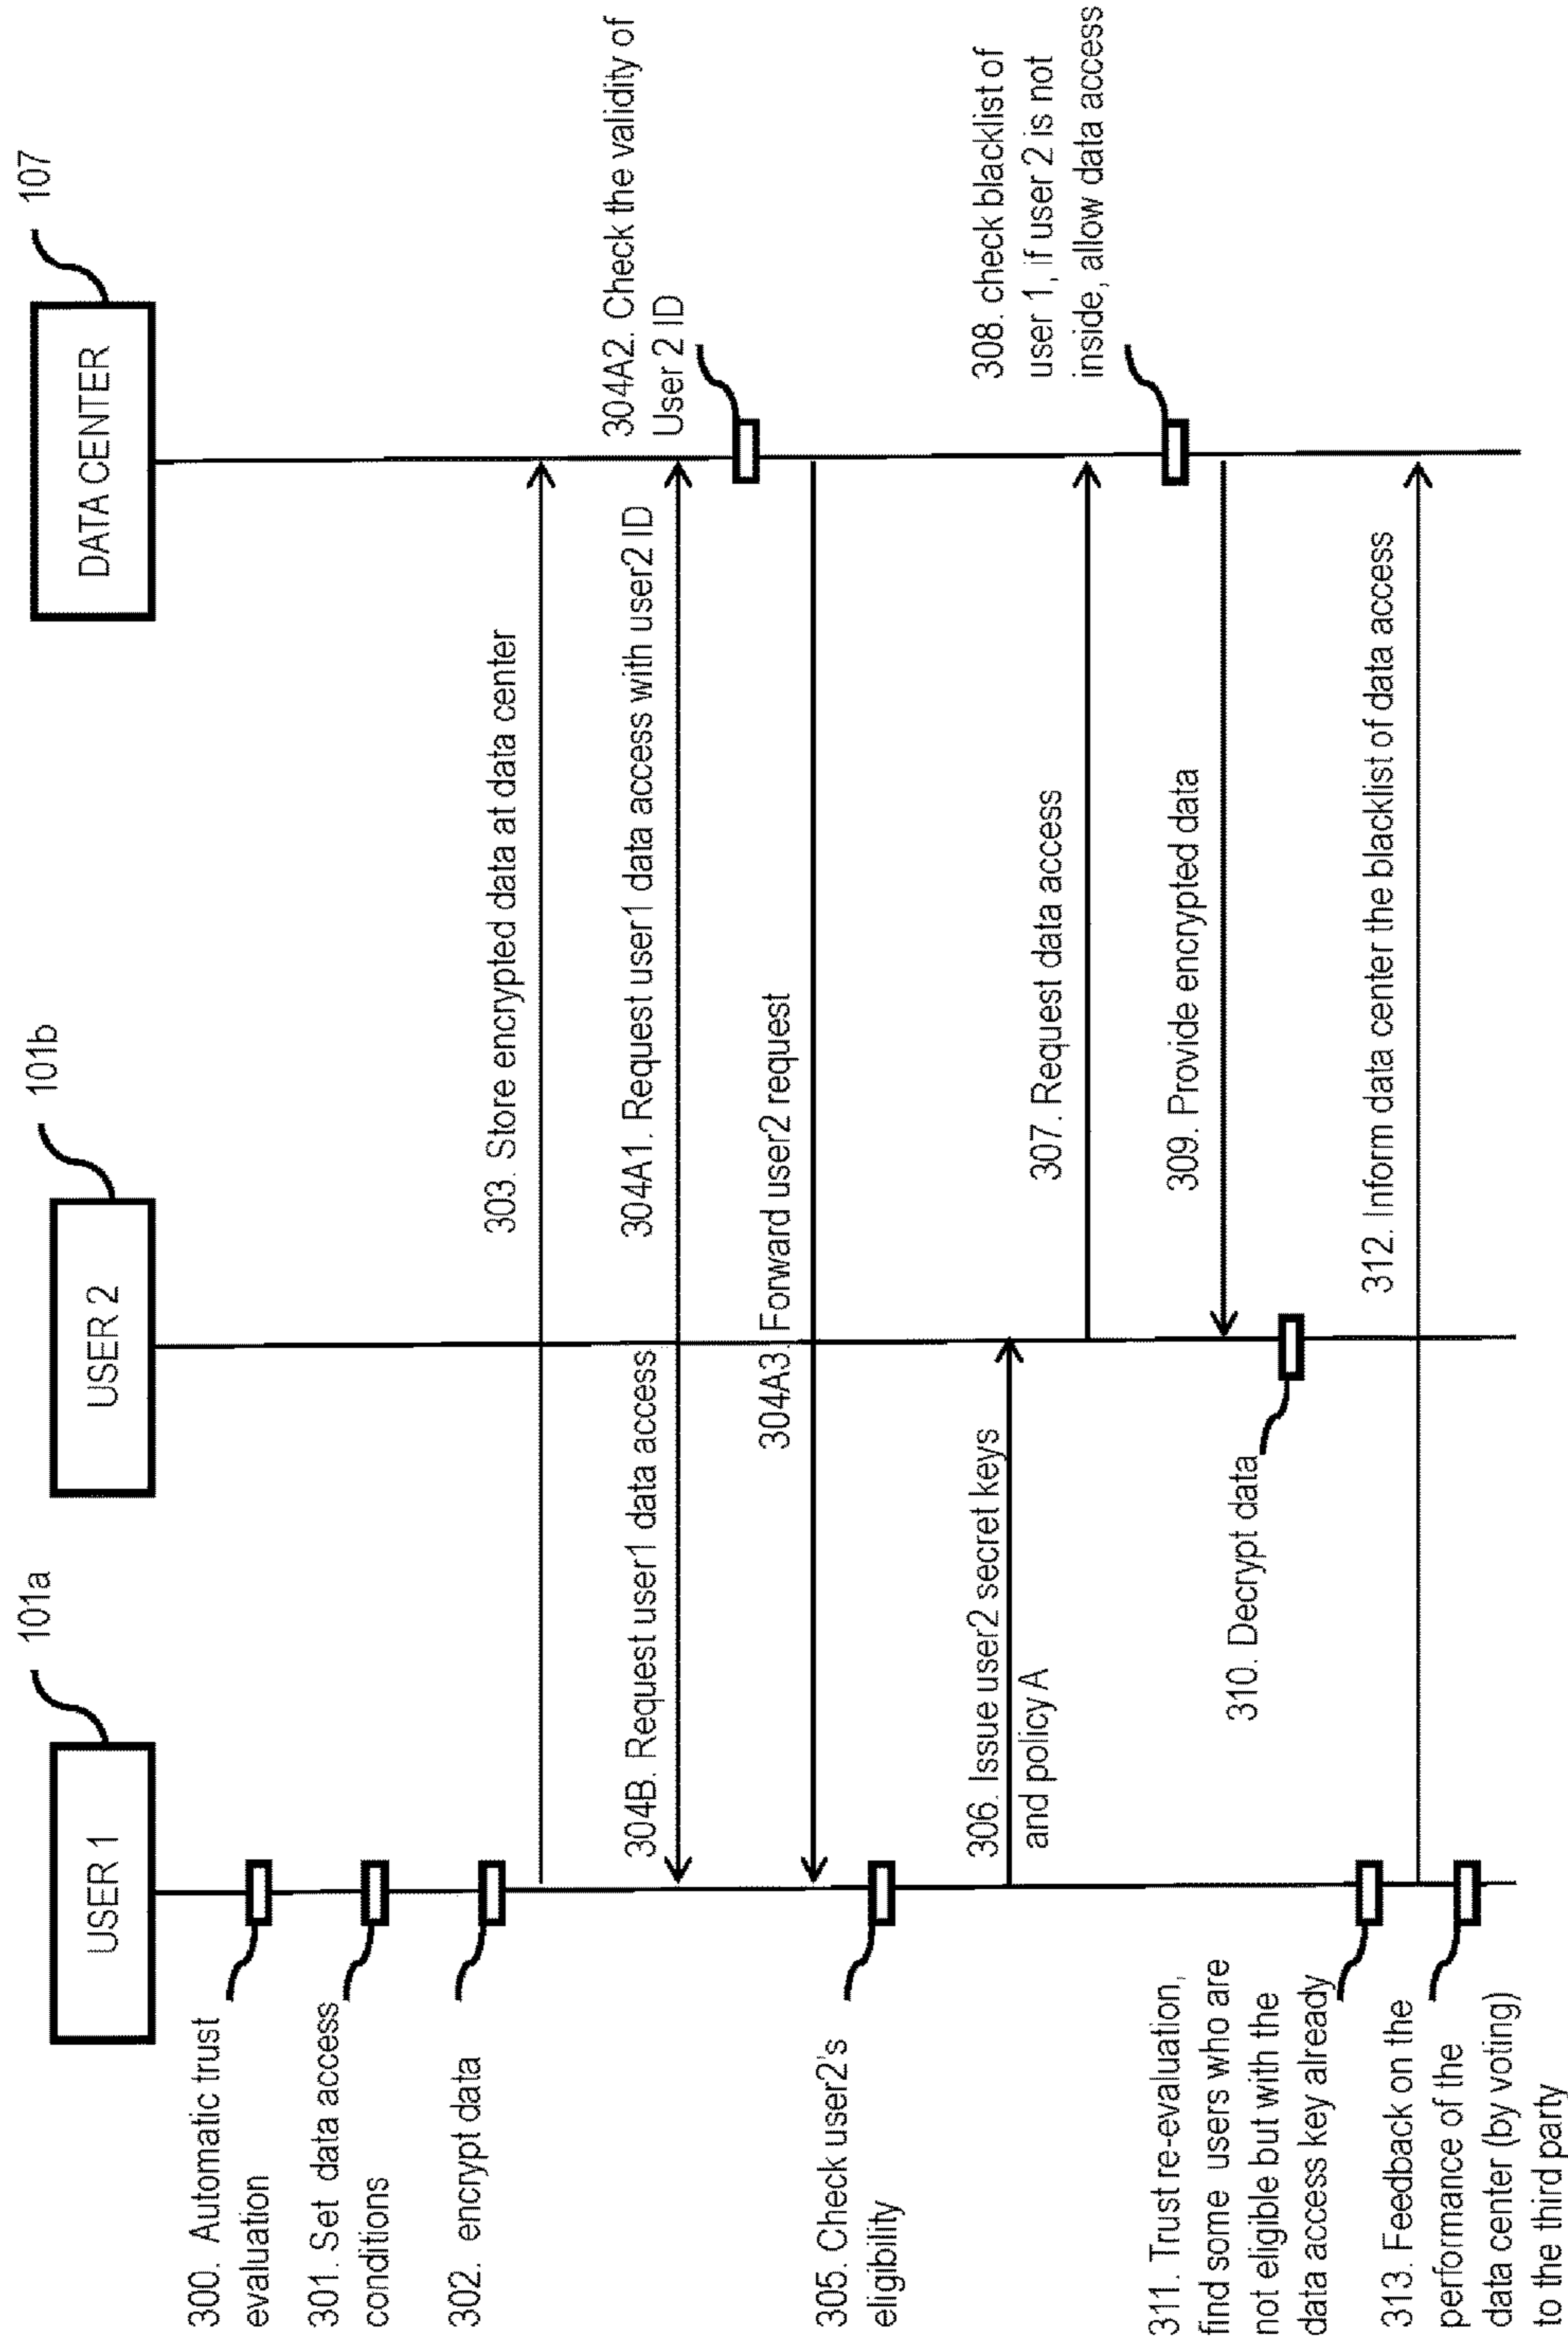 USER 1
101a
USER 2
101b
DATA CENTER
107
300. Automatic trust
evaluation
301. Set data access
conditions
302. encrypt data
303. Store encrypted data at data center
304B. Request user1 data access
304A1. Request user1 data access with user2 ID
304A2. Check the validity of
User 2 ID
304A3. Forward user2 request
305. Check user2's
eligibility
306. Issue user2 secret keys
and policy A
307. Request data access
308. check blacklist of
user 1, if user 2 is not
inside, allow data access
309. Provide encrypted data
310. Decrypt data
311. Trust re-evaluation,
find some users who are
not eligible but with the
data access key already
312. Inform data center the blacklist of data access
313. Feedback on the
performance of the
data center (by voting)
to the third party